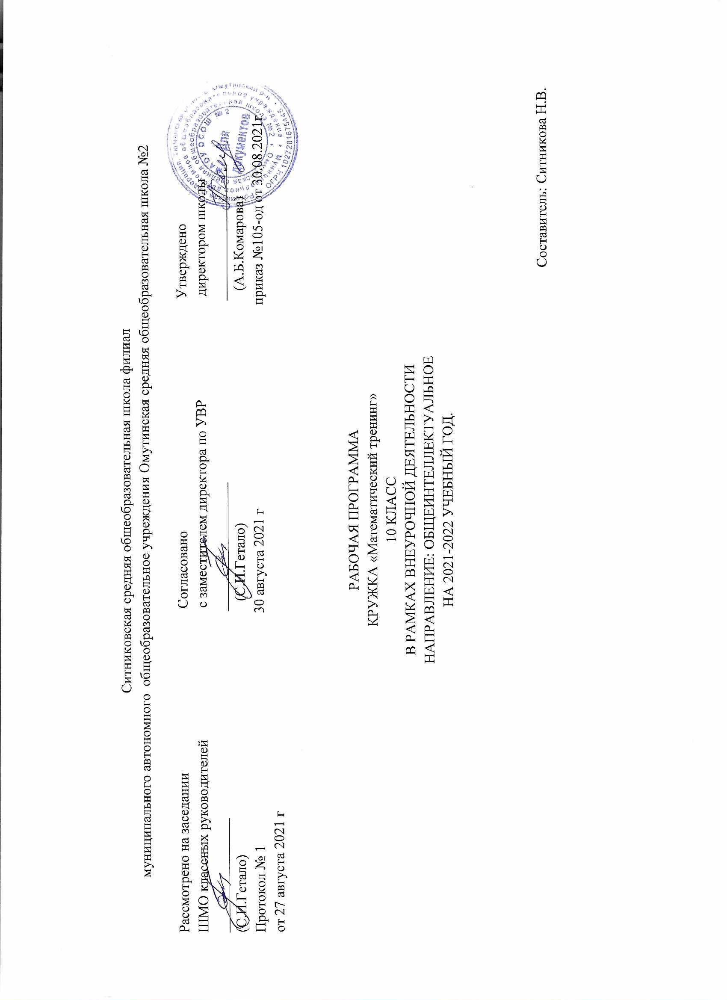 Ситниковская средняя общеобразовательная школа филиал
муниципального автономного общеобразовательное учреждения Омутинская средняя общеобразовательная школа №2
Рассмотрено на заседании
ШМО классных руководителей
(С.И.Гетало)
Протокол № 1
от 27 августа 2021 г
Согласовано
с заместителем директора по УВР
(С.И.Гетало)
30 августа 2021 г
Утверждено
директором школы
(А.Б.Комарова)
приказ №105-од от 30.08.2021г
МАОУ ОСОШ №2
Для
документов
ОГРН 1027201675445
Омутинский р-н
РАБОЧАЯ ПРОГРАММА
КРУЖКА «Математический тренинг»
10 КЛАСС
В РАМКАХ ВНЕУРОЧНОЙ ДЕЯТЕЛЬНОСТИ
НАПРАВЛЕНИЕ: ОБЩЕИНТЕЛЛЕКТУАЛЬНОЕ
НА 2021-2022 УЧЕБНЫЙ ГОД.
Составитель: Ситникова Н.В.